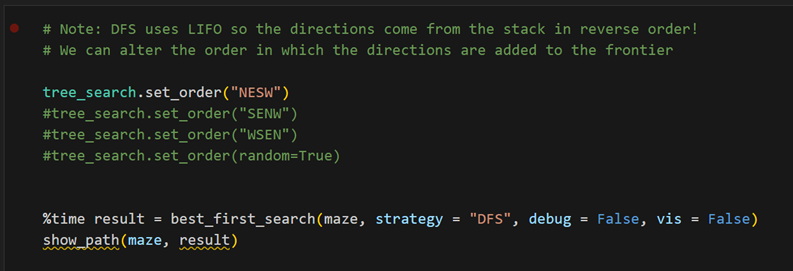 # Note: DFS uses LIFO so the directions come from the stack in reverse order!
# We can alter the order in which the directions are added to the frontier
tree_search.set_order("NESW")
#tree_search.set_order("SENW")
#tree_search.set_order("WSEN")
#tree_search.set_order(random=True)
%time result = best_first_search(maze, strategy = "DFS", debug = False, vis = False)
show_path(maze, result)